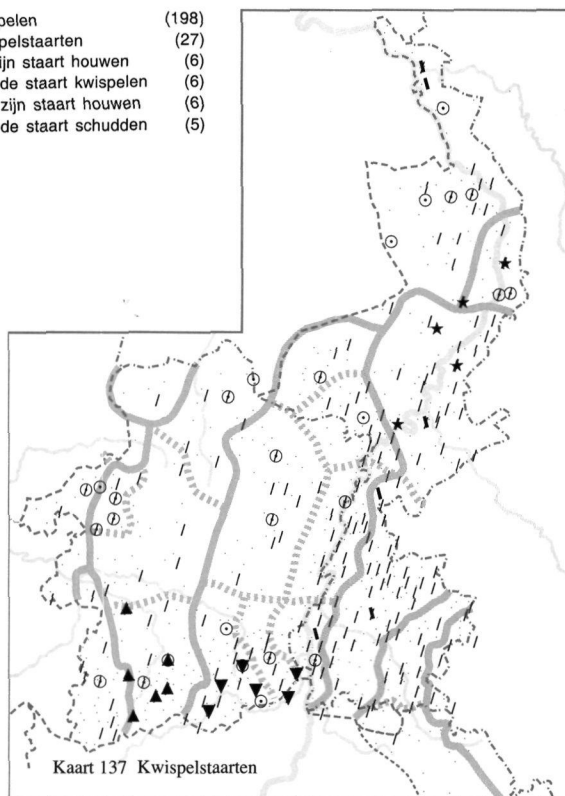 pelen (198)
pelstaarten (27)
ijn staart houwen (6)
de staart kwispelen (6)
zijn staart houwen (6)
de staart schudden (5)
Kaart 137 Kwispelstaarten